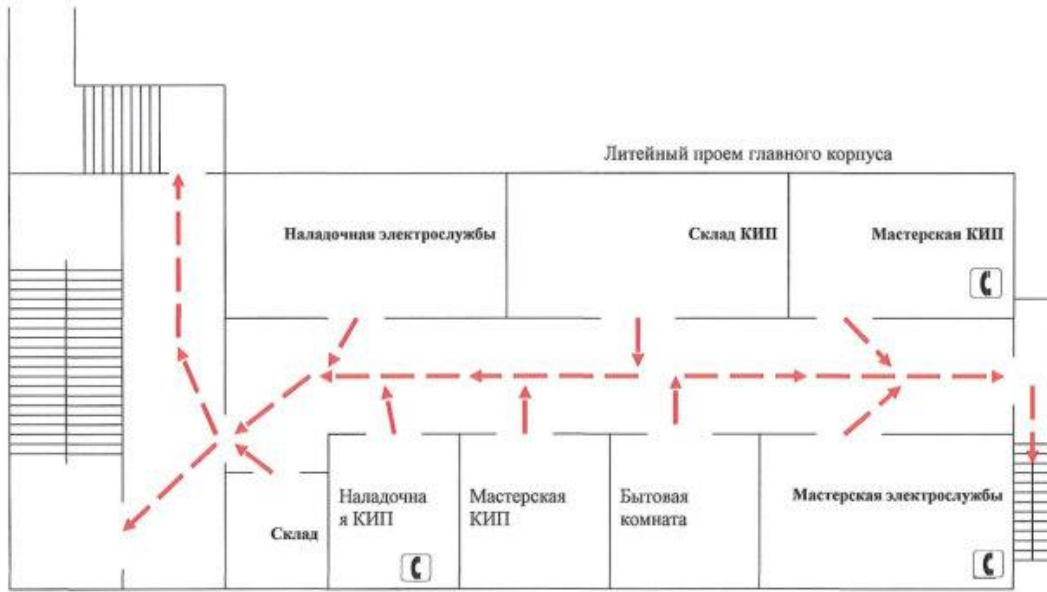 Литейный проем главного корпуса
Наладочная электрослужбы
Склад КИП
Мастерская КИП
Наладочна
я КИП
Мастерская
КИП
Бытовая
комната
Мастерская электрослужбы
Склад